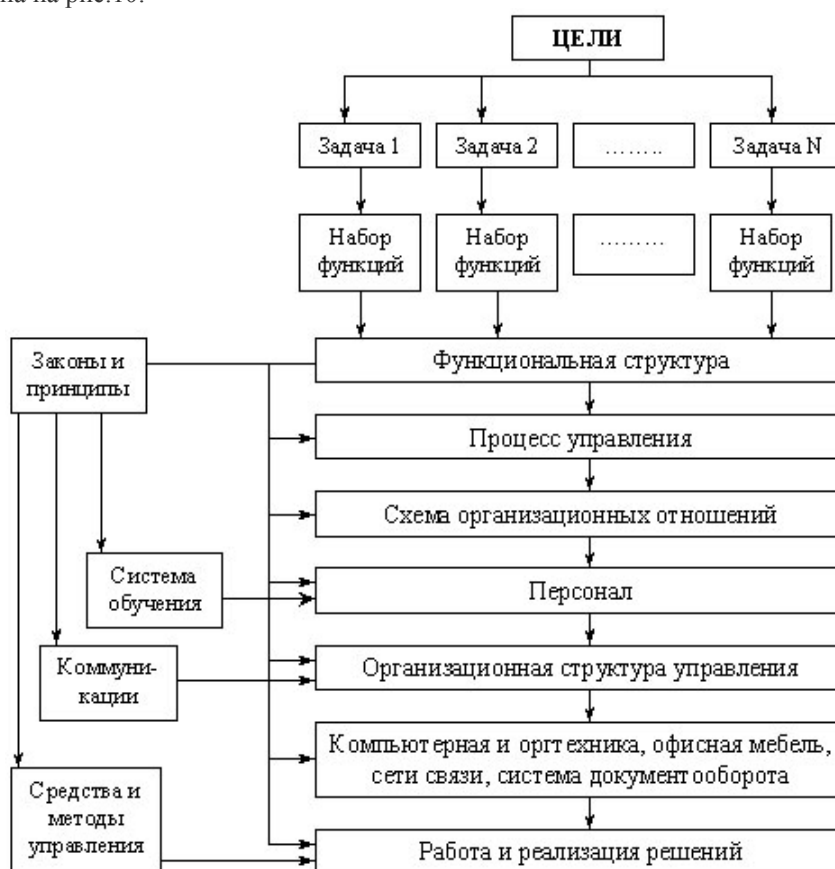 на на рис.10.
ЦЕЛИ
Задача 1
Задача 2
........
Задача N
Набор
функций
Набор
функций
.........
Набор
функций
Законы и
принципы
Функциональная структура
Процесс управления
Схема организационных отношений
Система
обучения
Персонал
Коммуни-
кации
Организационная структура управления
Компьютерная и оргтехника, офисная мебель,
сети связи, система документооборота
Средства и
методы
управления
Работа и реализация решений